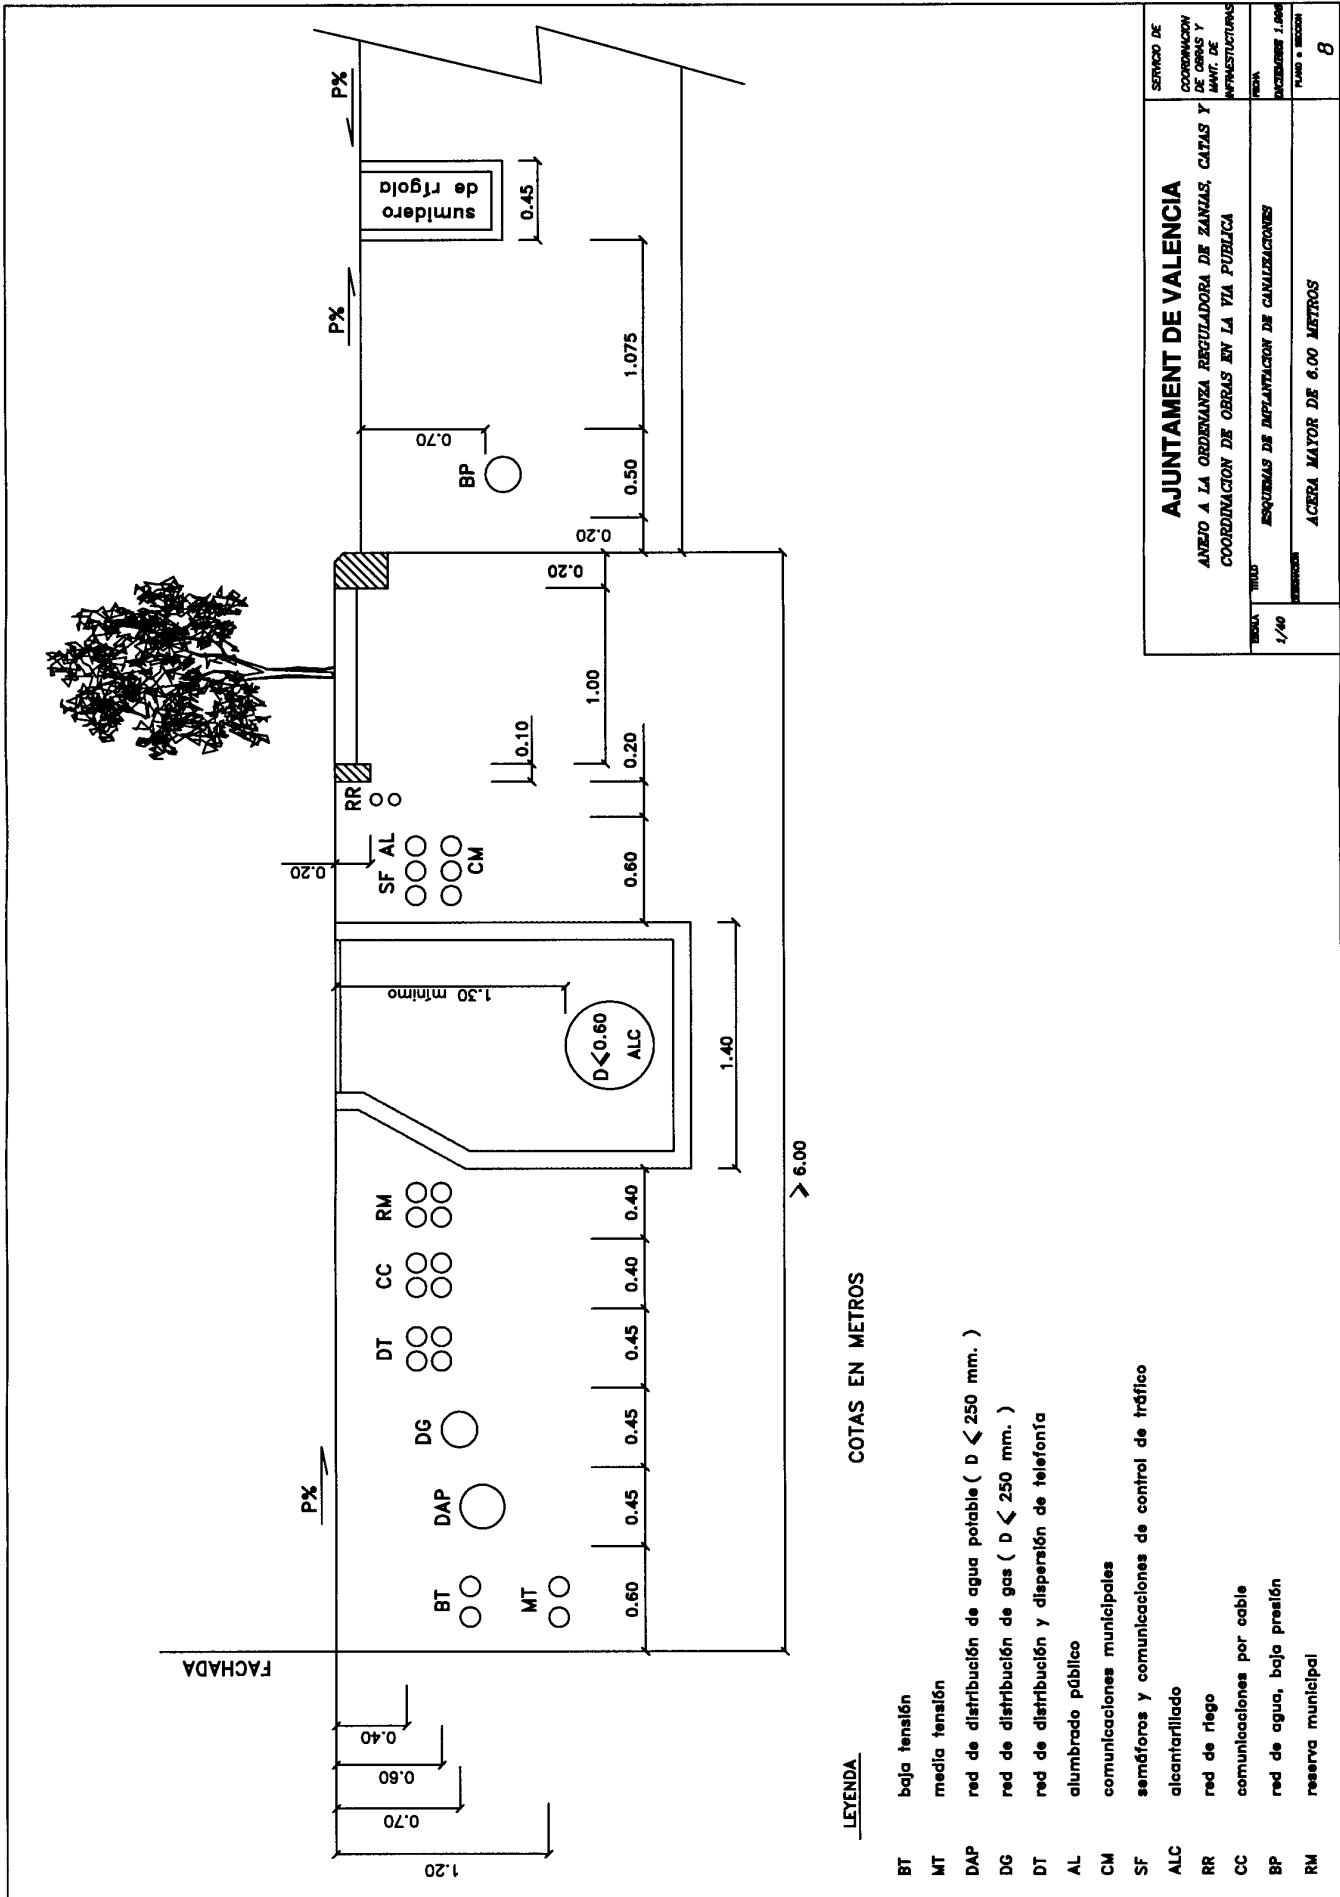 P%
P%
P%
sumidero
de rígola
0.45
1.075
0.70
BP
0.50
0.20
0.20
1.00
0.10
0.20
RR
AL
SF
CM
0.20
0.60
1.30 mínimo
D≤0.60
ALC
1.40
> 6.00
RM
0.40
CC
0.40
DT
0.45
DG
0.45
DAP
0.45
BT
MT
0.60
FACHADA
0.40
0.60
0.70
1.20
COTAS EN METROS
LEYENDA
BT baja tensión
MT media tensión
DAP red de distribución de agua potable ( D ≤ 250 mm. )
DG red de distribución de gas ( D ≤ 250 mm. )
DT red de distribución y dispersión de telefonía
AL alumbrado público
CM comunicaciones municipales
SF semáforos y comunicaciones de control de tráfico
ALC alcantarillado
RR red de riego
CC comunicaciones por cable
BP red de agua, baja presión
RM reserva municipal
AJUNTAMENT DE VALENCIA
ANEJO A LA ORDENANZA REGULADORA DE ZANJAS, CATAS Y
COORDINACION DE OBRAS EN LA VIA PUBLICA
SERVICIO DE
COORDINACION
DE OBRAS Y
MANT. DE
INFRAESTUCTURAS
ESCALA
1/40
TITULO
ESQUEMAS DE IMPLANTACION DE CANALIZACIONES
FECHA
DICIEMBRE 1.996
ACERA MAYOR DE 6.00 METROS
PLANO o SECCION
8